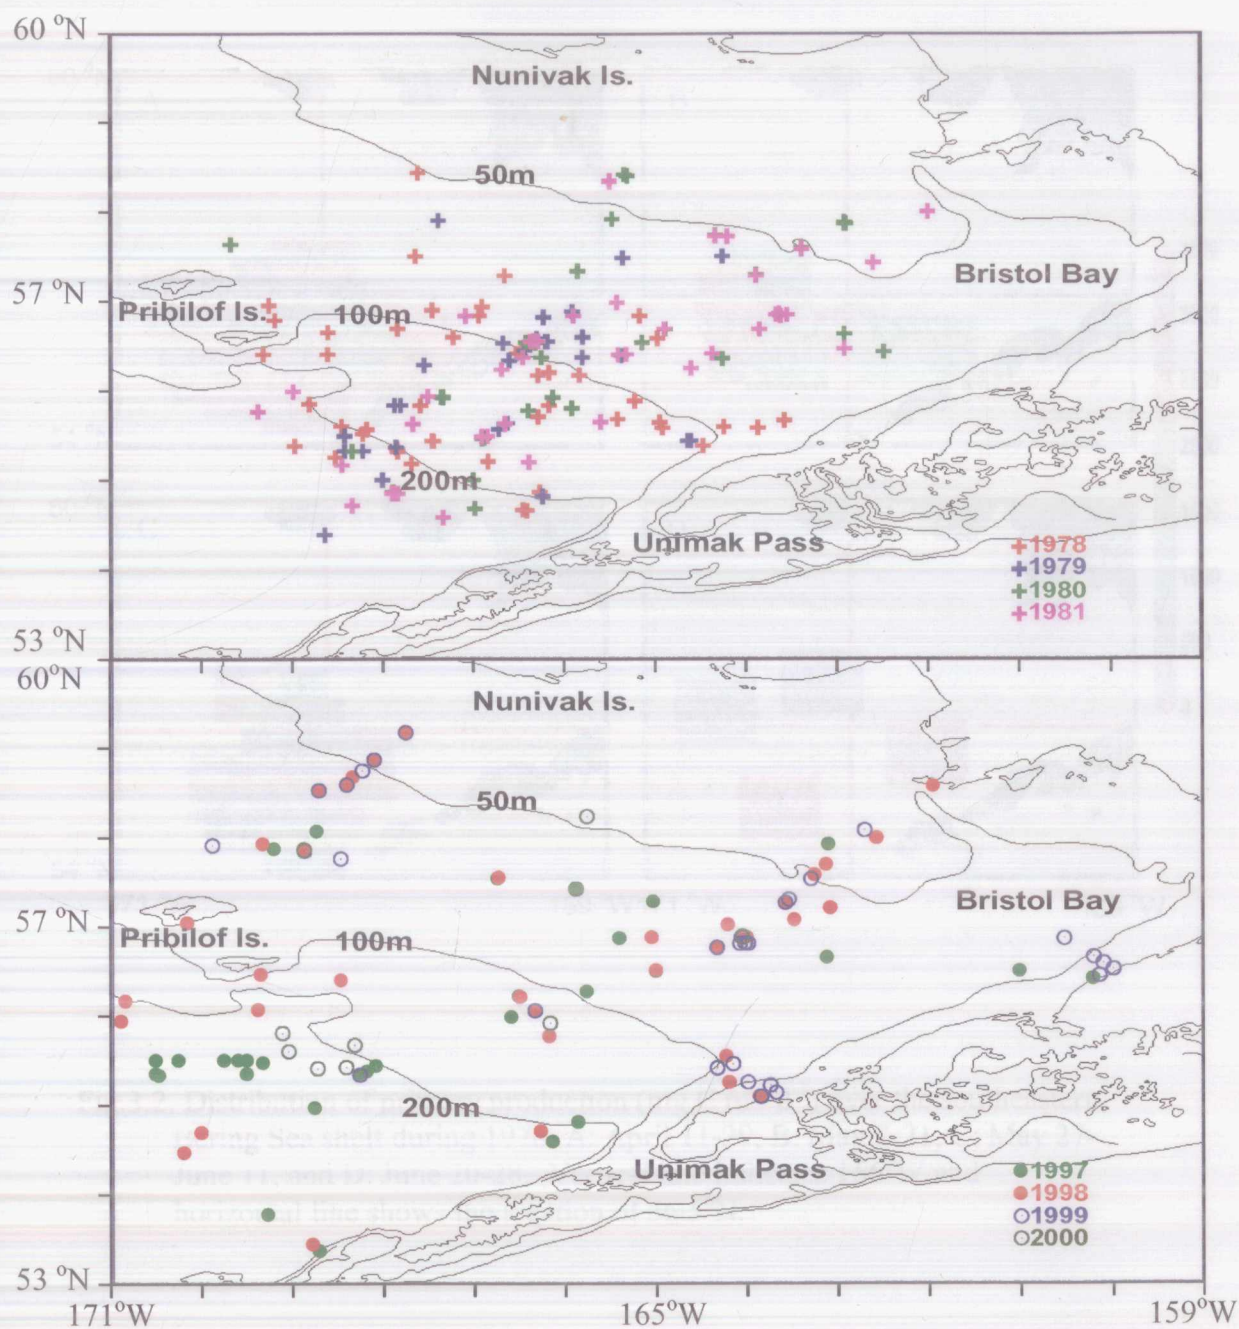 60 °N
Nunivak Is.
50m
Bristol Bay
57 °N
Pribilof Is.
100m
200m
Unimak Pass
1978
1979
1980
1981
53 °N
60°N
Nunivak Is.
50m
Bristol Bay
57 °N
Pribilof Is.
100m
200m
Unimak Pass
1997
1998
1999
2000
53 °N
171°W
165°W
159°W